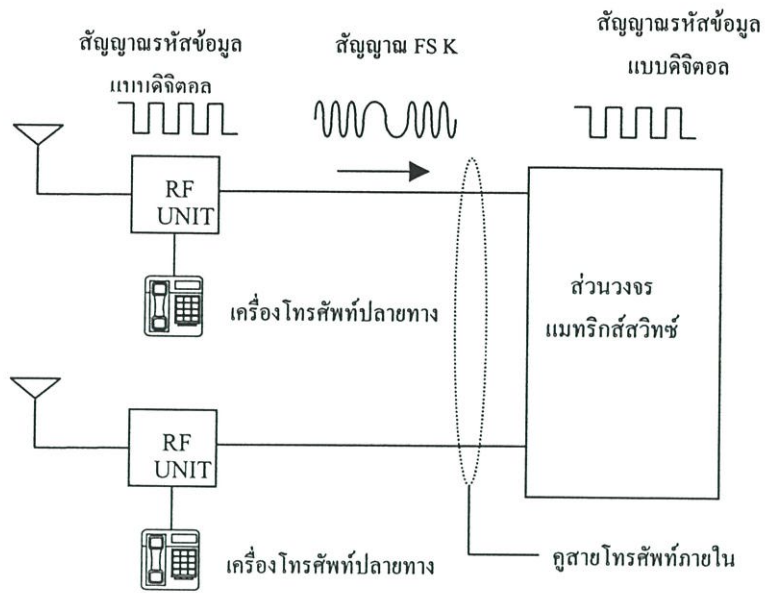 สัญญาณรหัสข้อมูล
แบบดิจิตอล
สัญญาณ FS K
สัญญาณรหัสข้อมูล
แบบดิจิตอล
RF
UNIT
เครื่องโทรศัพท์ปลายทาง
ส่วนวงจร
แมทริกส์สวิทซ์
RF
UNIT
เครื่องโทรศัพท์ปลายทาง
คูสายโทรศัพท์ภายใน